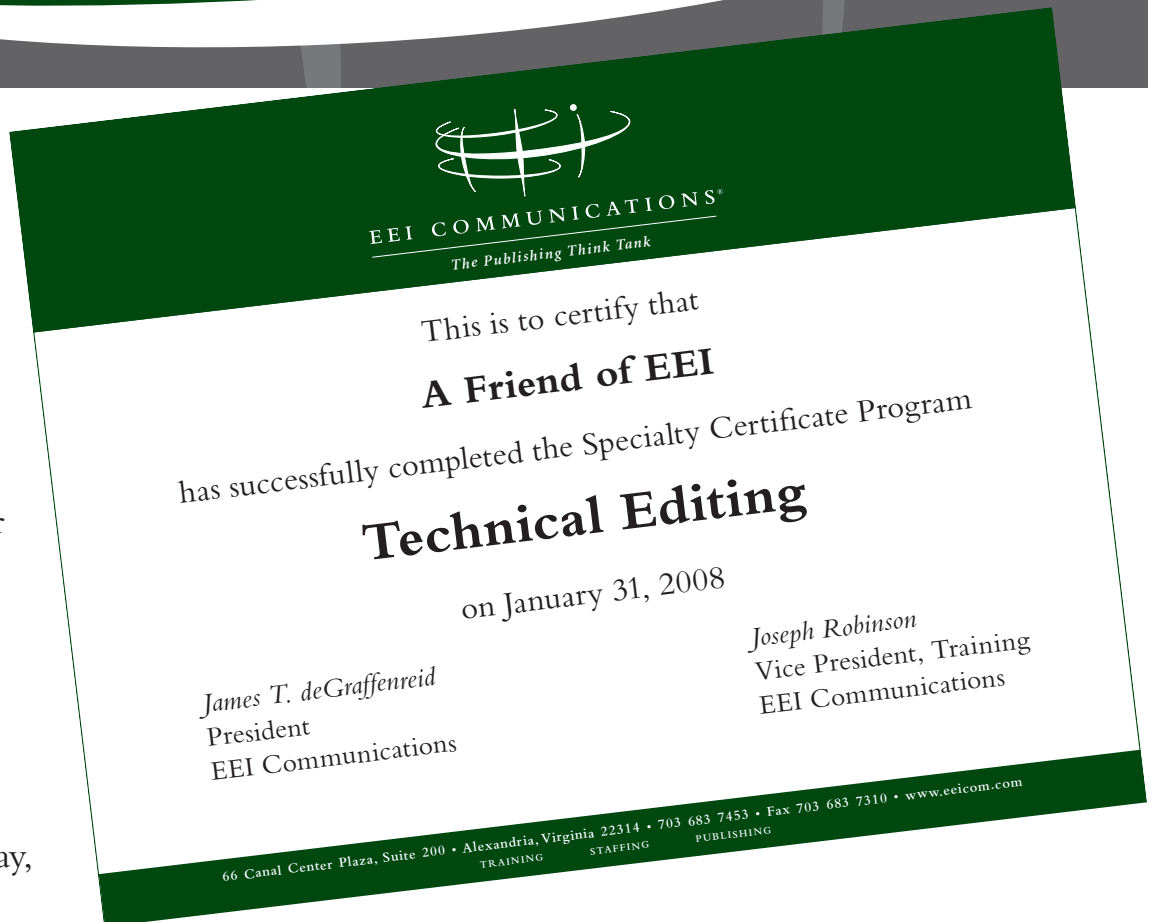 EEI COMMUNICATIONS®
The Publishing Think Tank
This is to certify that
A Friend of EEI
has successfully completed the Specialty Certificate Program
Technical Editing
on January 31, 2008
James T. deGraffenreid
President
EEI Communications
Joseph Robinson
Vice President, Training
EEI Communications
66 Canal Center Plaza, Suite 200 • Alexandria, Virginia 22314 • 703 683 7453 • Fax 703 683 7310 • www.eeicom.com
TRAINING STAFFING PUBLISHING